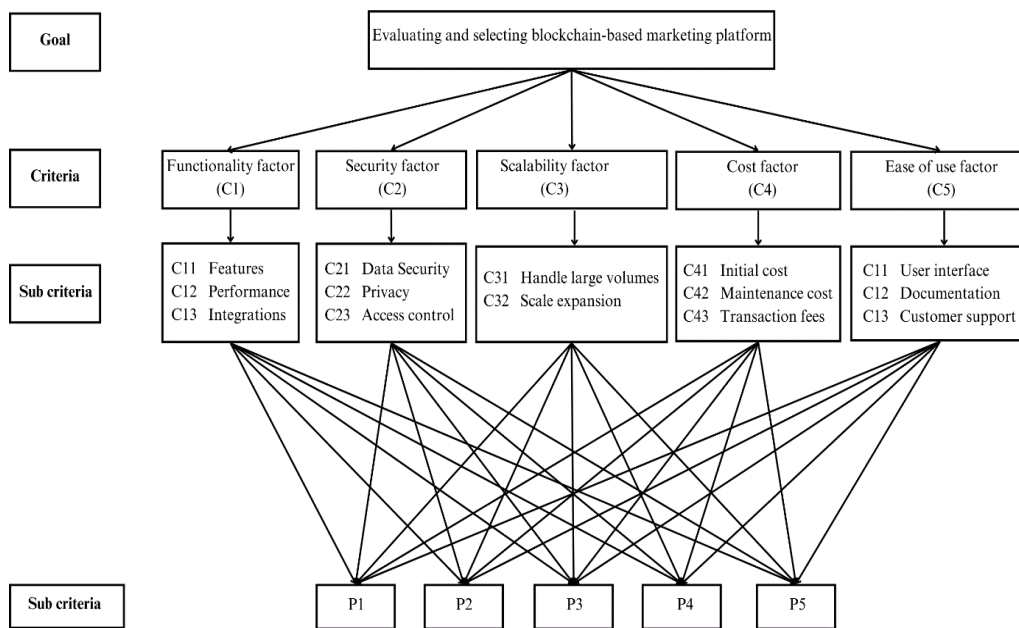 Goal
Evaluating and selecting blockchain-based marketing platform
Criteria
Functionality factor
(C1)
Security factor
(C2)
Scalability factor
(C3)
Cost factor
(C4)
Ease of use factor
(C5)
Sub criteria
C11 Features
C12 Performance
C13 Integrations
C21 Data Security
C22 Privacy
C23 Access control
C31 Handle large volumes
C32 Scale expansion
C41 Initial cost
C42 Maintenance cost
C43 Transaction fees
C11 User interface
C12 Documentation
C13 Customer support
Sub criteria
P1
P2
P3
P4
P5